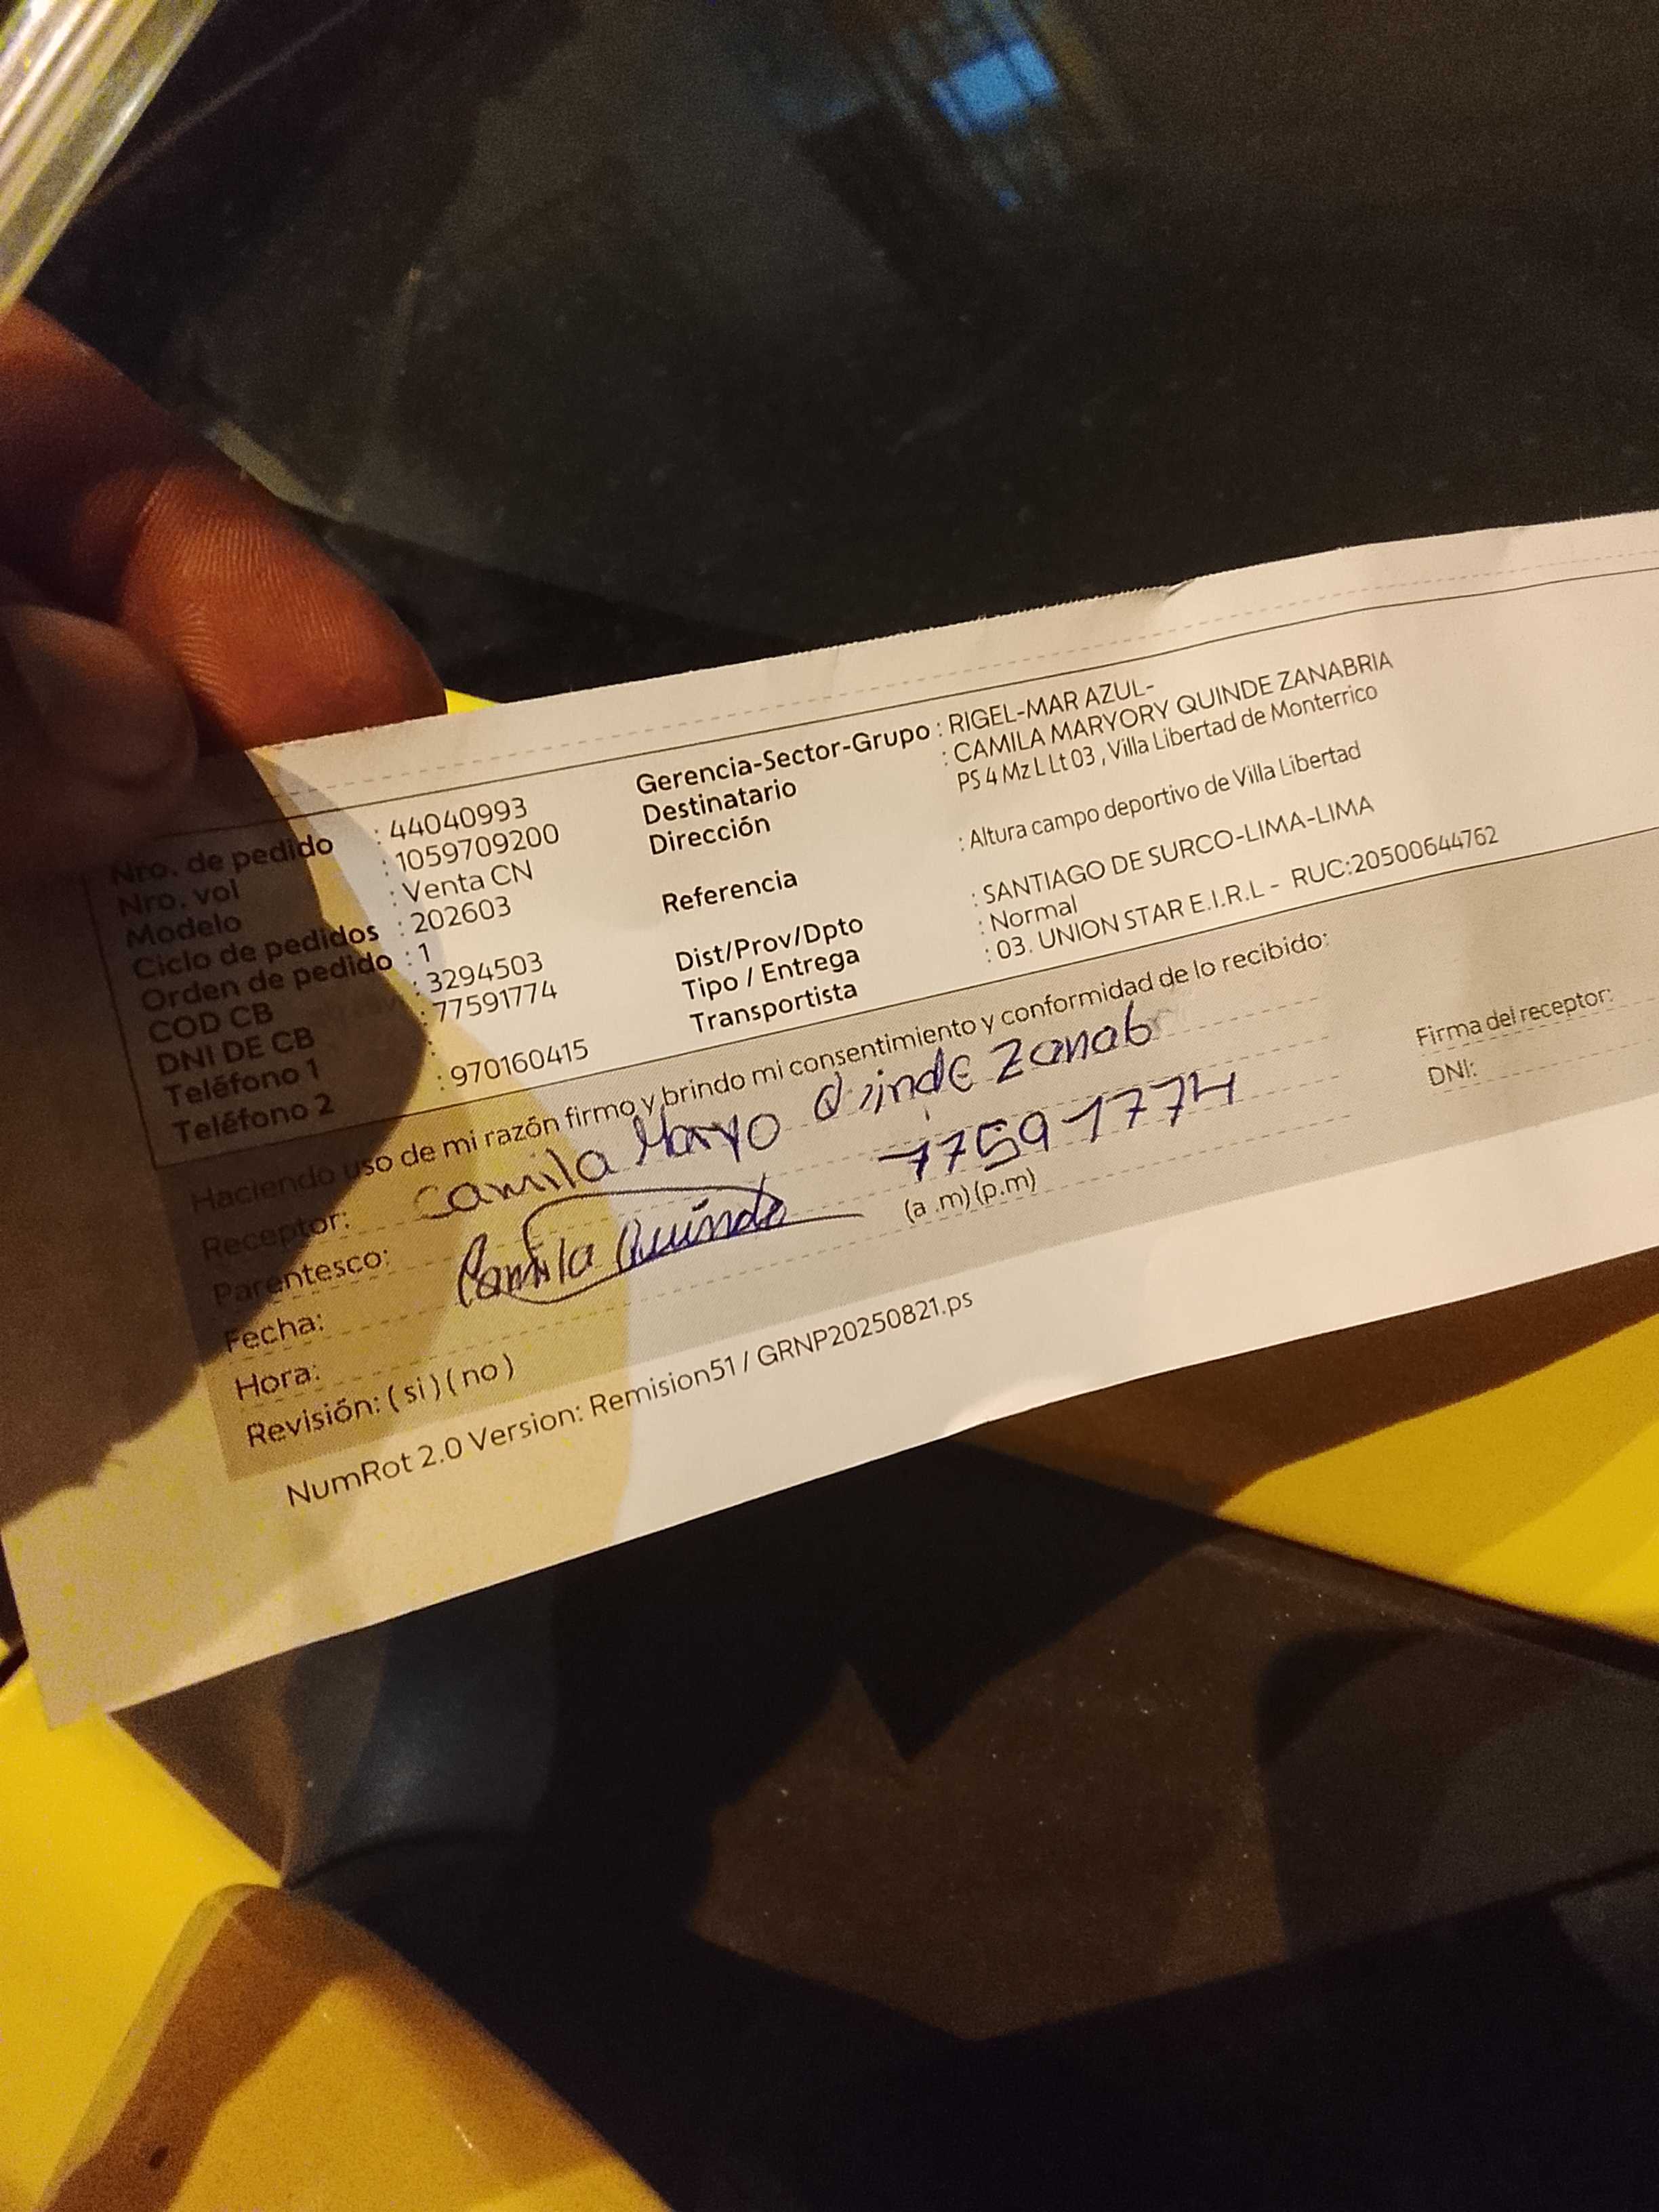 Nro. de pedido : 44040993
Nro. vol : 1059709200
Modelo : Venta CN
Ciclo de pedidos : 202603
Orden de pedido : 1
COD CB : 3294503
DNI DE CB : 77591774
Teléfono 1 :
Teléfono 2 : 970160415
Gerencia-Sector-Grupo : RIGEL-MAR AZUL-
Destinatario : CAMILA MARYORY QUINDE ZANABRIA
Dirección PS 4 Mz L Lt 03 , Villa Libertad de Monterrico
Referencia : Altura campo deportivo de Villa Libertad
Dist/Prov/Dpto : SANTIAGO DE SURCO-LIMA-LIMA
Tipo / Entrega : Normal
Transportista : 03. UNION STAR E.I.R.L - RUC:20500644762
Haciendo uso de mi razón firmo y brindo mi consentimiento y conformidad de lo recibido:
Receptor: Camila Mayo Quinde Zanab
Parentesco: 77591774
Fecha: Camila Quinde
Hora: (a .m) (p.m)
Revisión: ( si ) ( no )
Firma del receptor:
DNI:
NumRot 2.0 Version: Remision51 / GRNP20250821.ps